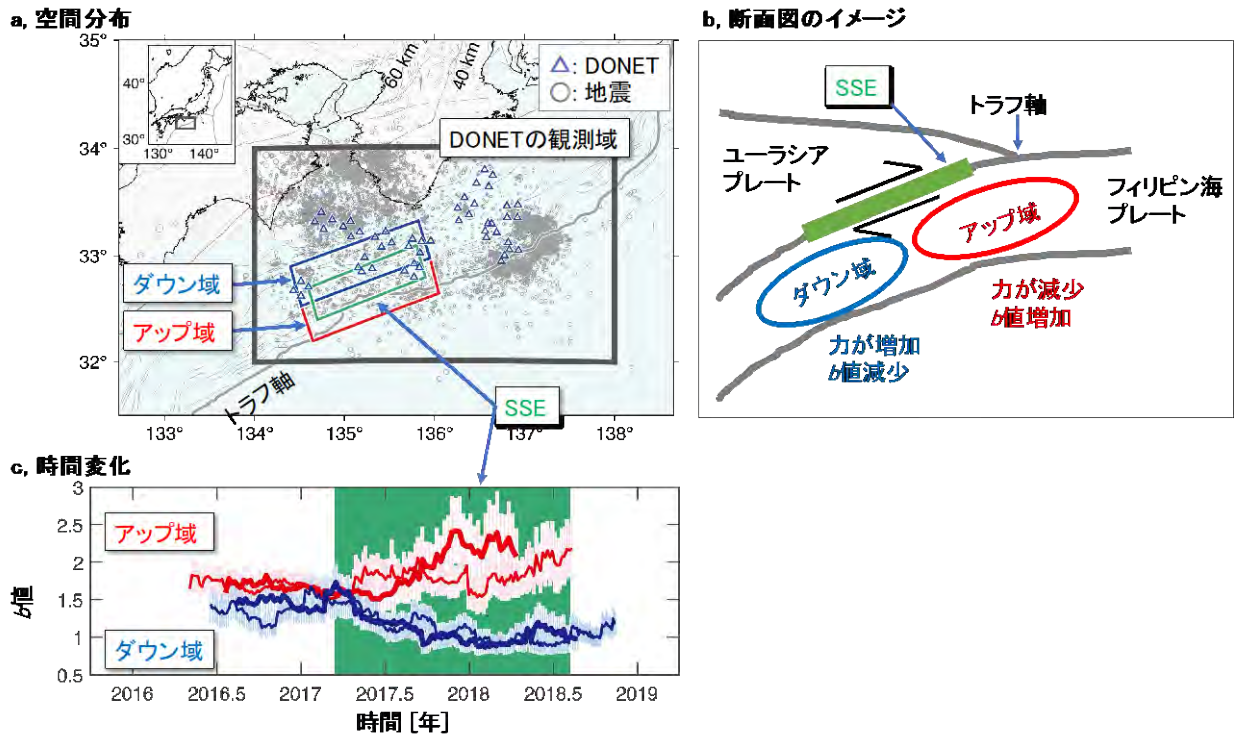 a, 空間分布
35°
34°
33°
32°
133°
134°
135°
136°
137°
138°
40°
30°
130°
140°
60 km
40 km
△: DONET
○: 地震
DONETの観測域
ダウン域
アップ域
トラフ軸
SSE
b, 断面図のイメージ
SSE
トラフ軸
ユーラシア
プレート
フィリピン海
プレート
アップ域
ダウン域
力が減少
b値増加
力が増加
b値減少
c, 時間変化
3
2.5
2
1.5
1
0.5
b値
アップ域
ダウン域
2016
2016.5
2017
2017.5
2018
2018.5
2019
時間 [年]